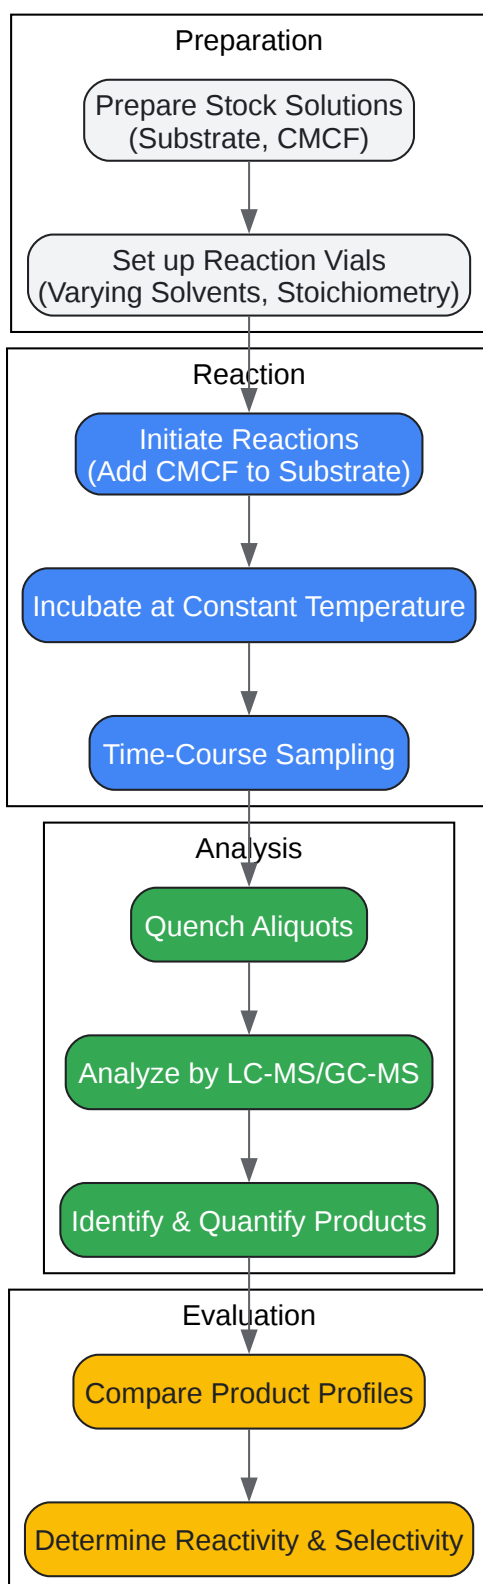 Preparation
Prepare Stock Solutions
(Substrate, CMCF)
Set up Reaction Vials
(Varying Solvents, Stoichiometry)
Reaction
Initiate Reactions
(Add CMCF to Substrate)
Incubate at Constant Temperature
Time-Course Sampling
Analysis
Quench Aliquots
Analyze by LC-MS/GC-MS
Identify & Quantify Products
Evaluation
Compare Product Profiles
Determine Reactivity & Selectivity